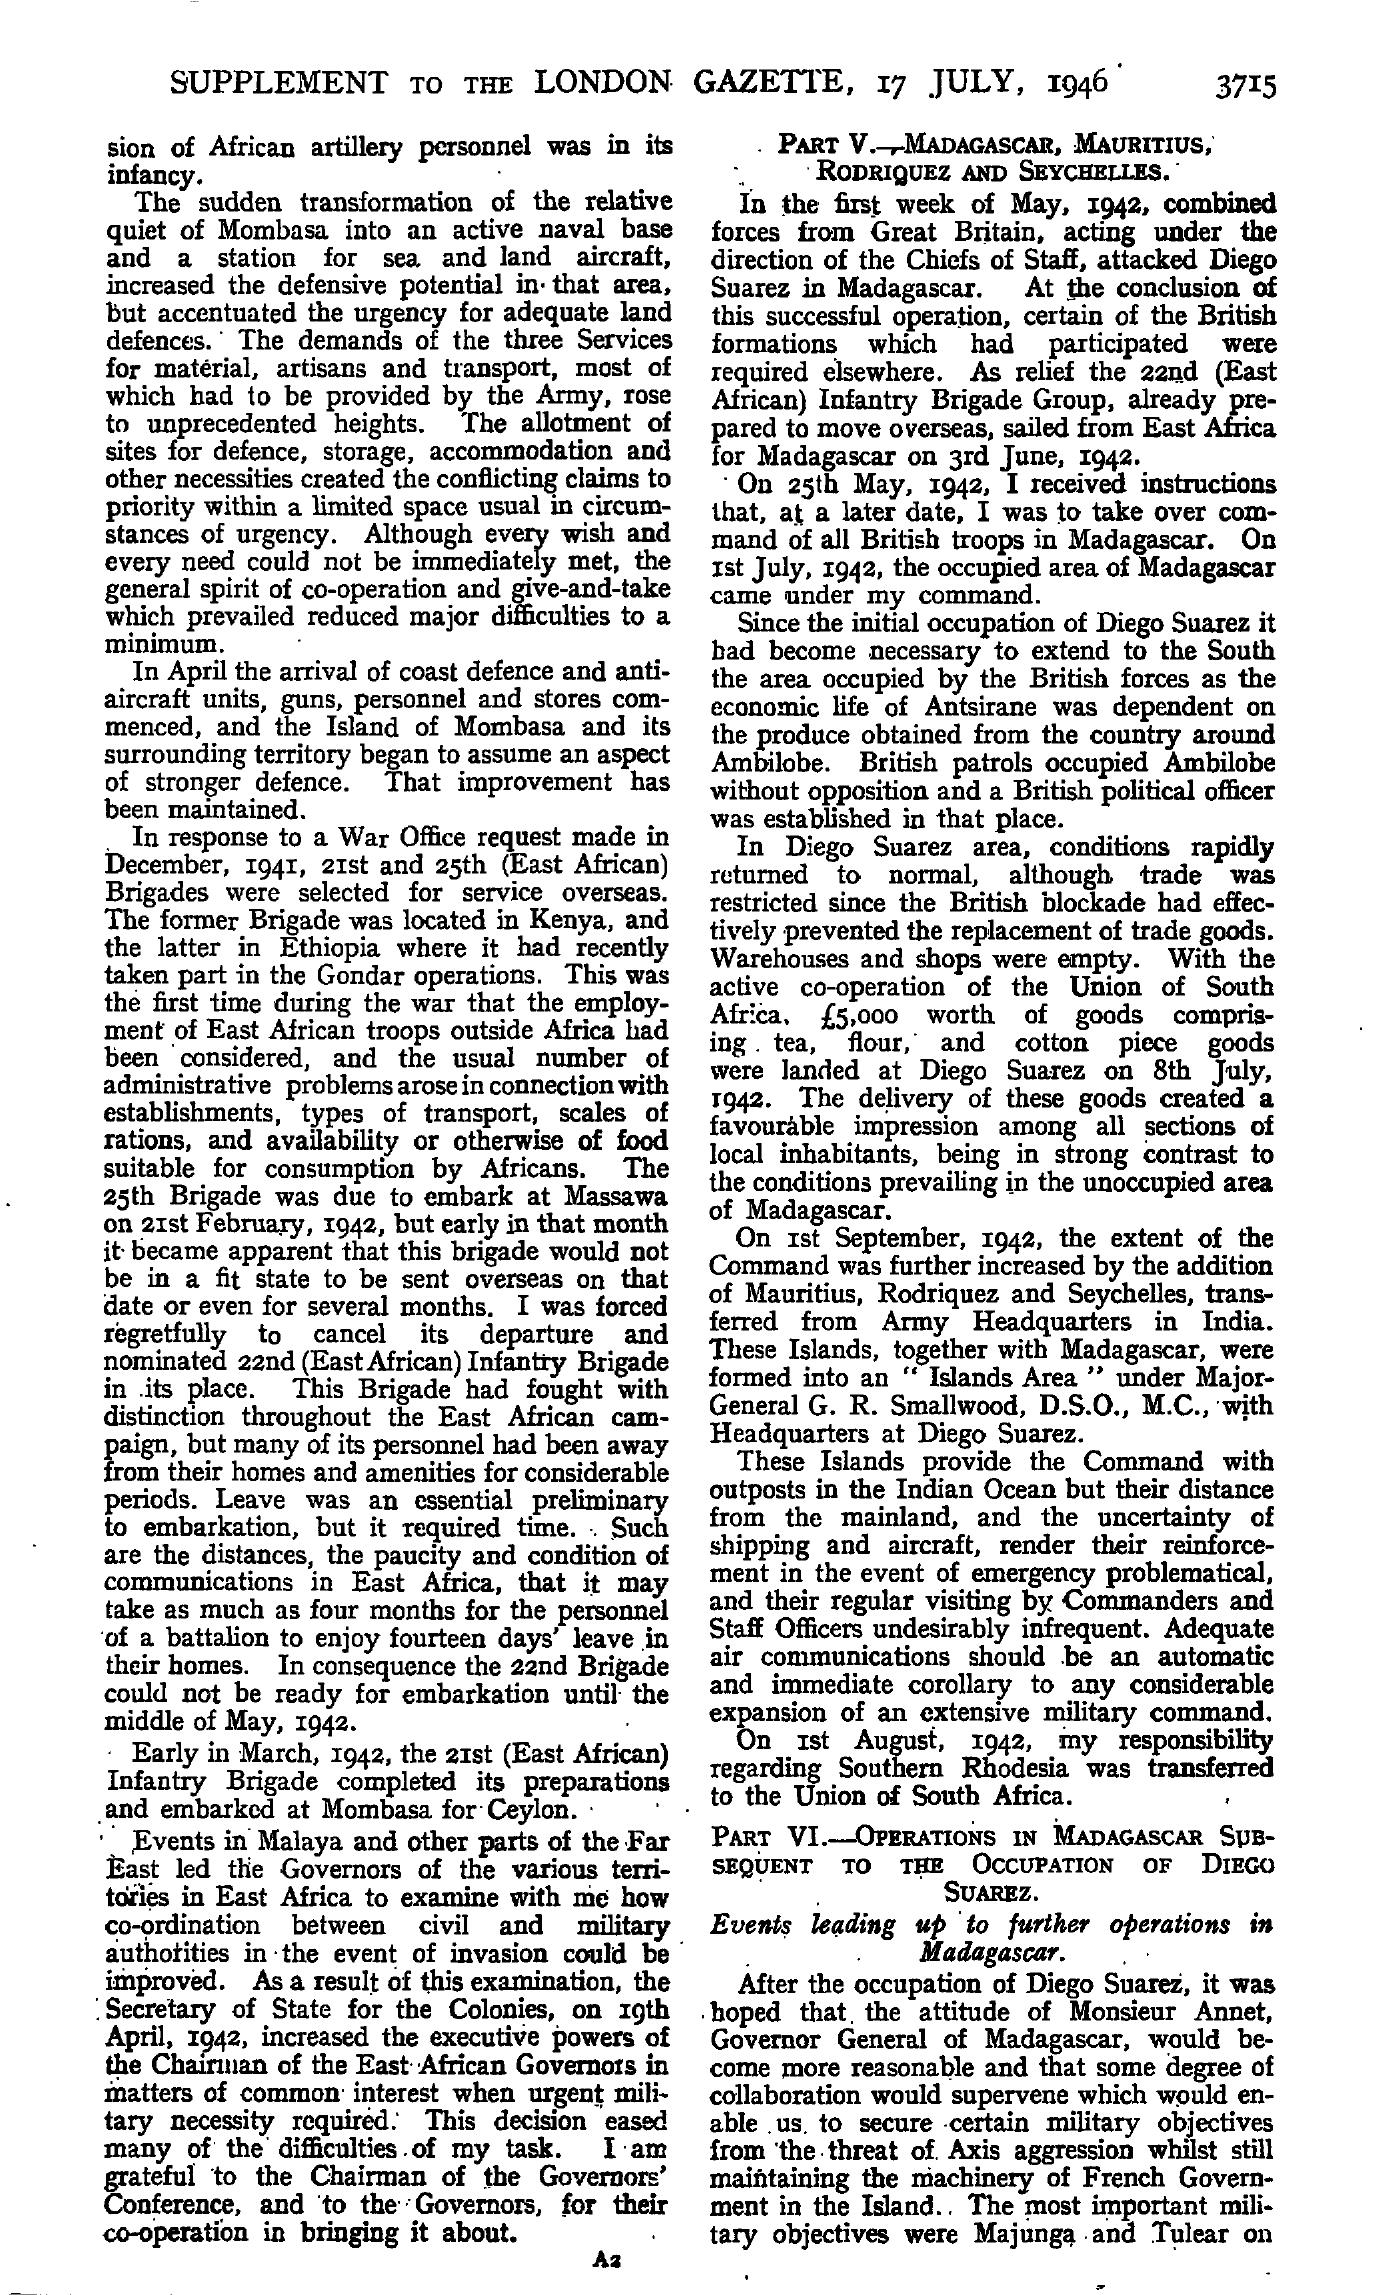 SUPPLEMENT TO THE LONDON GAZETTE, 17 JULY, 1946 3715
sion of African artillery personnel was in its
infancy.
The sudden transformation of the relative
quiet of Mombasa into an active naval base
and a station for sea and land aircraft,
increased the defensive potential in that area,
but accentuated the urgency for adequate land
defences. The demands of the three Services
for material, artisans and transport, most of
which had to be provided by the Army, rose
to unprecedented heights. The allotment of
sites for defence, storage, accommodation and
other necessities created the conflicting claims to
priority within a limited space usual in circum-
stances of urgency. Although every wish and
every need could not be immediately met, the
general spirit of co-operation and give-and-take
which prevailed reduced major difficulties to a
minimum.
In April the arrival of coast defence and anti-
aircraft units, guns, personnel and stores com-
menced, and the Island of Mombasa and its
surrounding territory began to assume an aspect
of stronger defence. That improvement has
been maintained.
In response to a War Office request made in
December, 1941, 21st and 25th (East African)
Brigades were selected for service overseas.
The former Brigade was located in Kenya, and
the latter in Ethiopia where it had recently
taken part in the Gondar operations. This was
the first time during the war that the employ-
ment of East African troops outside Africa had
been considered, and the usual number of
administrative problems arose in connection with
establishments, types of transport, scales of
rations, and availability or otherwise of food
suitable for consumption by Africans. The
25th Brigade was due to embark at Massawa
on 21st February, 1942, but early in that month
it became apparent that this brigade would not
be in a fit state to be sent overseas on that
date or even for several months. I was forced
regretfully to cancel its departure and
nominated 22nd (East African) Infantry Brigade
in its place. This Brigade had fought with
distinction throughout the East African cam-
paign, but many of its personnel had been away
from their homes and amenities for considerable
periods. Leave was an essential preliminary
to embarkation, but it required time. Such
are the distances, the paucity and condition of
communications in East Africa, that it may
take as much as four months for the personnel
of a battalion to enjoy fourteen days' leave in
their homes. In consequence the 22nd Brigade
could not be ready for embarkation until the
middle of May, 1942.
Early in March, 1942, the 21st (East African)
Infantry Brigade completed its preparations
and embarked at Mombasa for Ceylon.
Events in Malaya and other parts of the Far
East led the Governors of the various terri-
tories in East Africa to examine with me how
co-ordination between civil and military
authorities in the event of invasion could be
improved. As a result of this examination, the
Secretary of State for the Colonies, on 19th
April, 1942, increased the executive powers of
the Chairman of the East African Governors in
matters of common interest when urgent mili-
tary necessity required. This decision eased
many of the difficulties of my task. I am
grateful to the Chairman of the Governors'
Conference, and to the Governors, for their
co-operation in bringing it about.
A2
PART V.—MADAGASCAR, MAURITIUS,
RODRIQUEZ AND SEYCHELLES.
In the first week of May, 1942, combined
forces from Great Britain, acting under the
direction of the Chiefs of Staff, attacked Diego
Suarez in Madagascar. At the conclusion of
this successful operation, certain of the British
formations which had participated were
required elsewhere. As relief the 22nd (East
African) Infantry Brigade Group, already pre-
pared to move overseas, sailed from East Africa
for Madagascar on 3rd June, 1942.
On 25th May, 1942, I received instructions
that, at a later date, I was to take over com-
mand of all British troops in Madagascar. On
1st July, 1942, the occupied area of Madagascar
came under my command.
Since the initial occupation of Diego Suarez it
had become necessary to extend to the South
the area occupied by the British forces as the
economic life of Antsirane was dependent on
the produce obtained from the country around
Ambilobe. British patrols occupied Ambilobe
without opposition and a British political officer
was established in that place.
In Diego Suarez area, conditions rapidly
returned to normal, although trade was
restricted since the British blockade had effec-
tively prevented the replacement of trade goods.
Warehouses and shops were empty. With the
active co-operation of the Union of South
Africa, £5,000 worth of goods compris-
ing tea, flour, and cotton piece goods
were landed at Diego Suarez on 8th July,
1942. The delivery of these goods created a
favourable impression among all sections of
local inhabitants, being in strong contrast to
the conditions prevailing in the unoccupied area
of Madagascar.
On 1st September, 1942, the extent of the
Command was further increased by the addition
of Mauritius, Rodriquez and Seychelles, trans-
ferred from Army Headquarters in India.
These Islands, together with Madagascar, were
formed into an " Islands Area " under Major-
General G. R. Smallwood, D.S.O., M.C., with
Headquarters at Diego Suarez.
These Islands provide the Command with
outposts in the Indian Ocean but their distance
from the mainland, and the uncertainty of
shipping and aircraft, render their reinforce-
ment in the event of emergency problematical,
and their regular visiting by Commanders and
Staff Officers undesirably infrequent. Adequate
air communications should be an automatic
and immediate corollary to any considerable
expansion of an extensive military command.
On 1st August, 1942, my responsibility
regarding Southern Rhodesia was transferred
to the Union of South Africa.
PART VI.—OPERATIONS IN MADAGASCAR SUB-
SEQUENT TO THE OCCUPATION OF DIEGO
SUAREZ.
Events leading up to further operations in
Madagascar.
After the occupation of Diego Suarez, it was
hoped that the attitude of Monsieur Annet,
Governor General of Madagascar, would be-
come more reasonable and that some degree of
collaboration would supervene which would en-
able us to secure certain military objectives
from the threat of Axis aggression whilst still
maintaining the machinery of French Govern-
ment in the Island. The most important mili-
tary objectives were Majunga and Tulear on